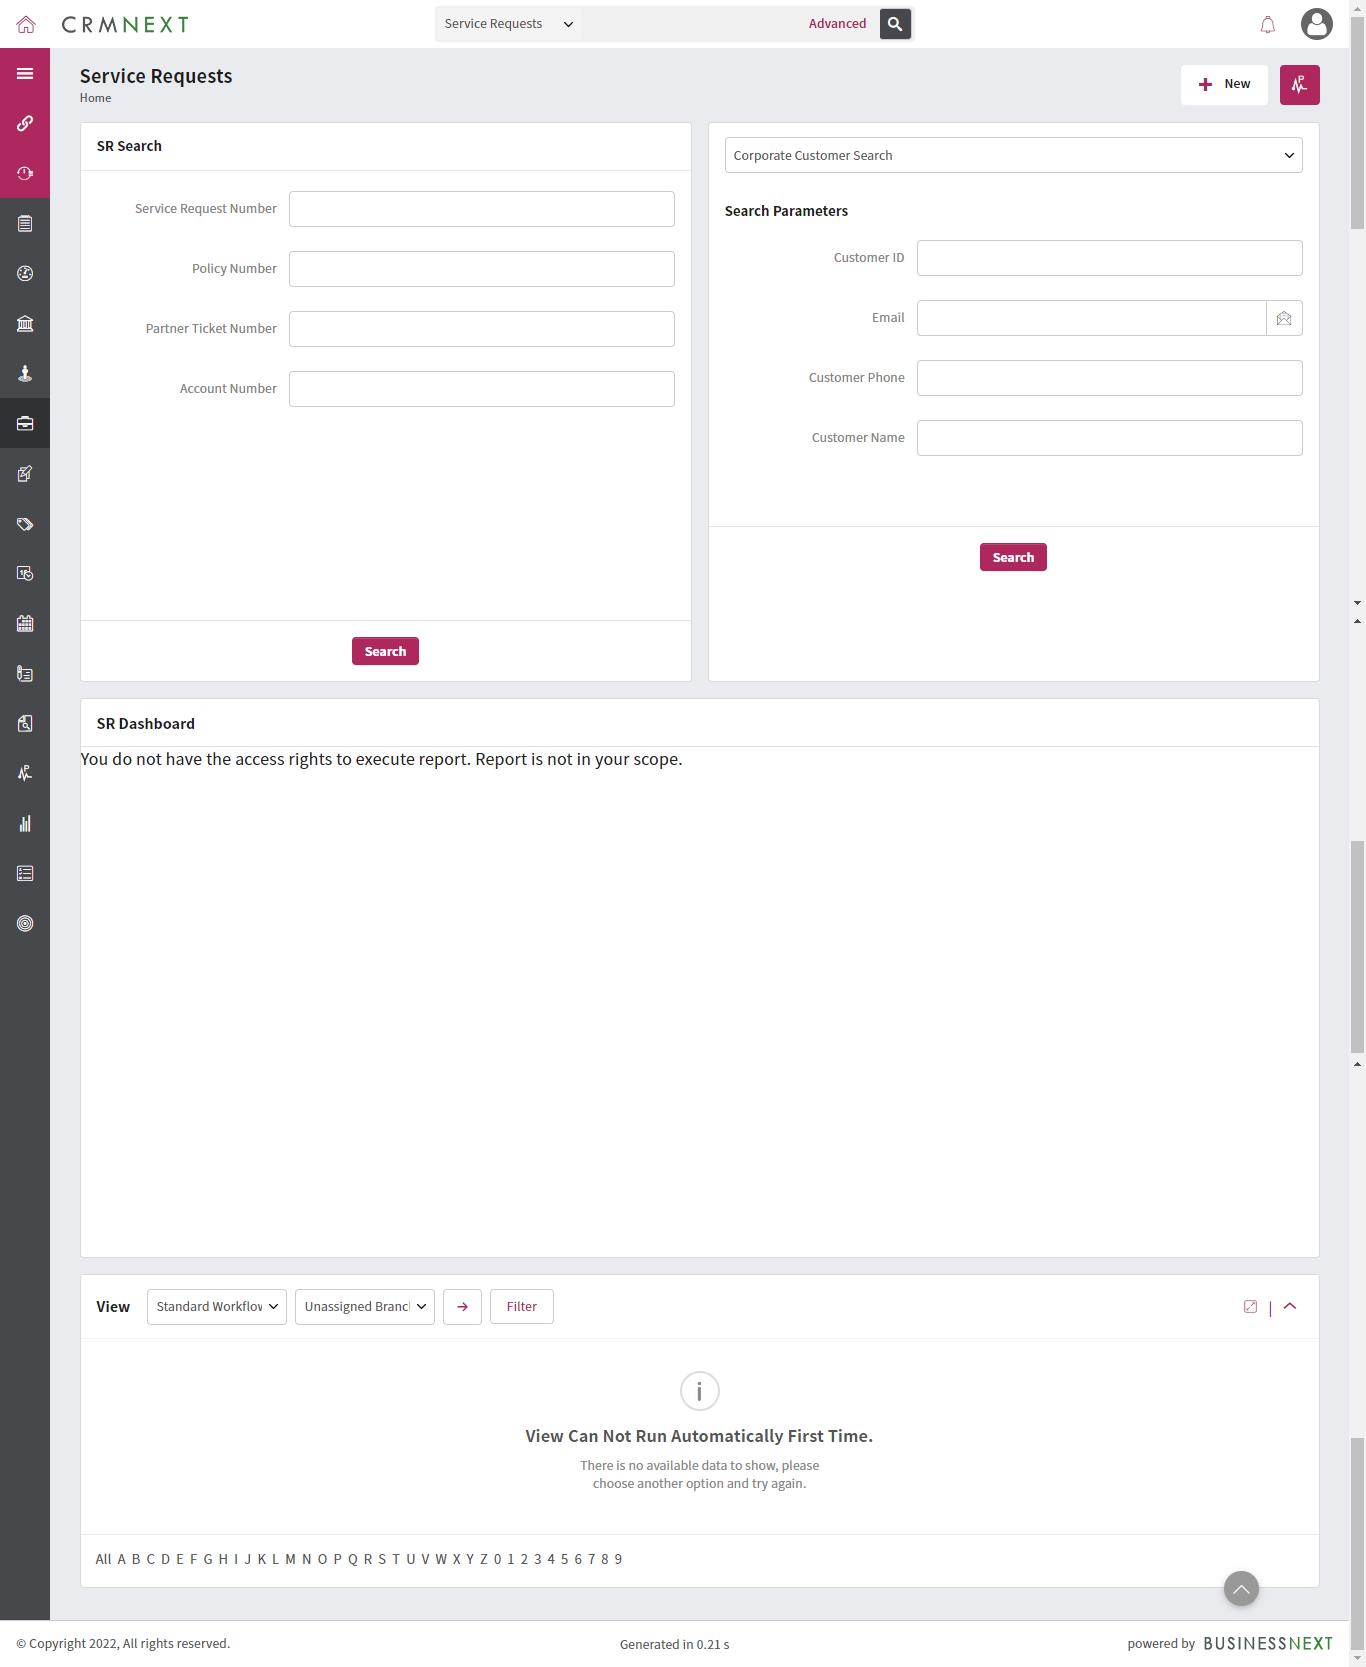 CRMNEXT
Service Requests
Advanced
Service Requests
Home
New
SR Search
Service Request Number
Policy Number
Partner Ticket Number
Account Number
Search
Corporate Customer Search
Search Parameters
Customer ID
Email
Customer Phone
Customer Name
Search
SR Dashboard
You do not have the access rights to execute report. Report is not in your scope.
View
Standard Workflow
Unassigned Branc
Filter
View Can Not Run Automatically First Time.
There is no available data to show, please
choose another option and try again.
All A B C D E F G H I J K L M N O P Q R S T U V W X Y Z 0 1 2 3 4 5 6 7 8 9
© Copyright 2022, All rights reserved.
Generated in 0.21 s
powered by BUSINESSNEXT